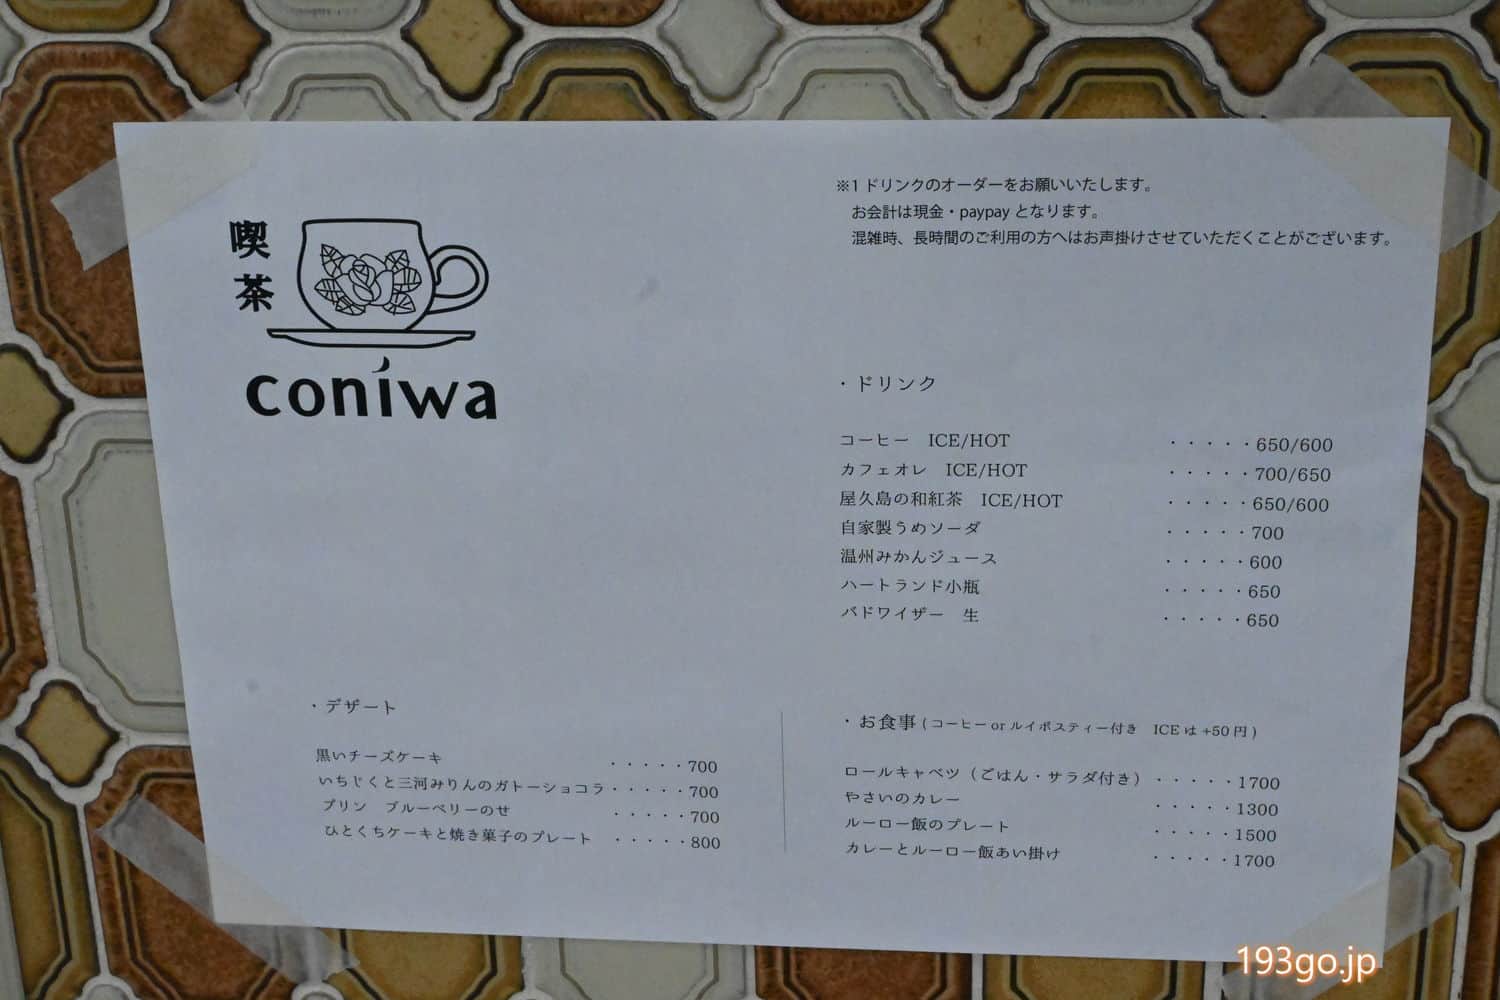 喫茶
coniwa
※1 ドリンクのオーダーをお願いいたします。
お会計は現金・paypay となります。
混雑時、長時間のご利用の方へはお声掛けさせていただくことがございます。
・ドリンク
コーヒー　ICE/HOT ・・・・・650/600
カフェオレ　ICE/HOT ・・・・・700/650
屋久島の和紅茶　ICE/HOT ・・・・・650/600
自家製うめソーダ ・・・・・700
温州みかんジュース ・・・・・600
ハートランド小瓶 ・・・・・650
バドワイザー　生 ・・・・・650
・デザート
黒いチーズケーキ ・・・・・700
いちじくと三河みりんのガトーショコラ・・・・・700
プリン　ブルーベリーのせ ・・・・・700
ひとくちケーキと焼き菓子のプレート ・・・・・800
・お食事 ( コーヒー or ルイボスティー付き　ICE は +50 円 )
ロールキャベツ（ごはん・サラダ付き） ・・・・・1700
やさいのカレー ・・・・・1300
ルーロー飯のプレート ・・・・・1500
カレーとルーロー飯あい掛け ・・・・・1700
193go.jp